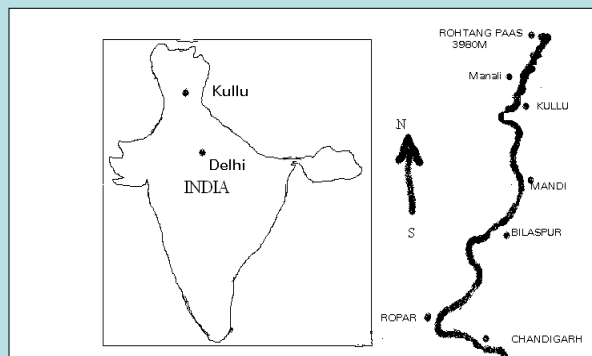 Kullu
Delhi
INDIA
N
S
ROHTANG PAAS
3980M
Manali
KULLU
MANDI
BILASPUR
ROPAR
CHANDIGARH